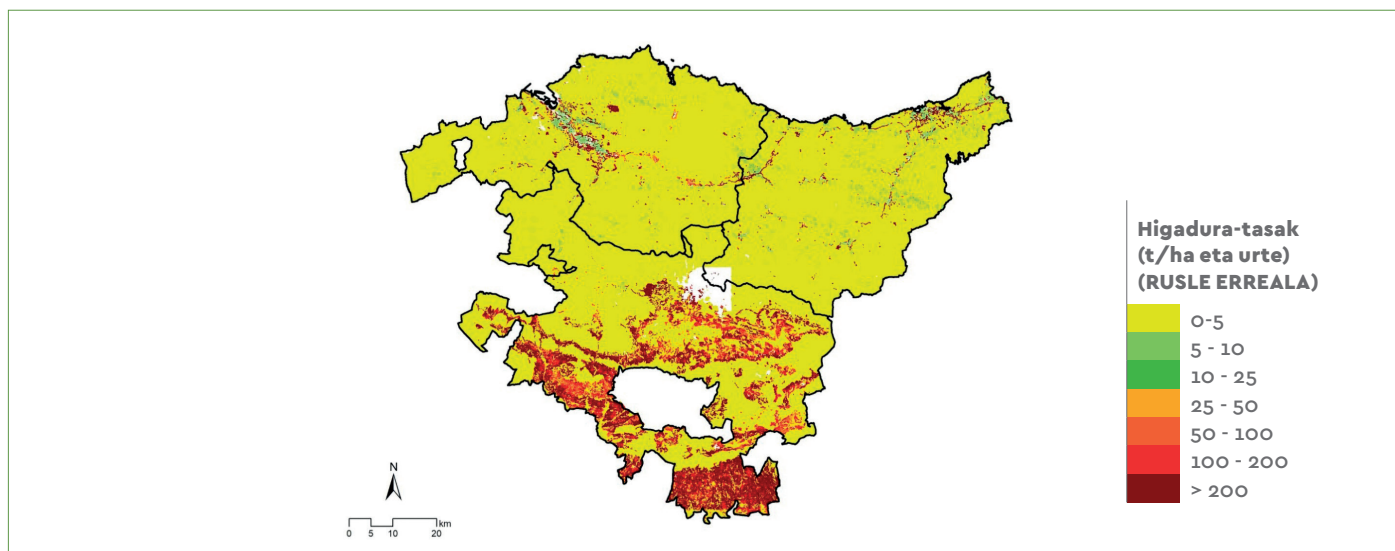 Higadura-tasak
(t/ha eta urte)
(RUSLE ERREALA)
0-5
5 - 10
10 - 25
25 - 50
50 - 100
100 - 200
> 200
N
km
0 5 10 20